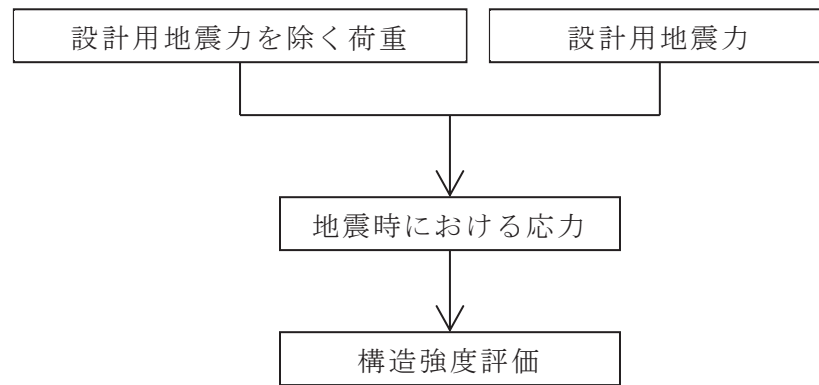 設計用地震力を除く荷重
設計用地震力
地震時における応力
構造強度評価